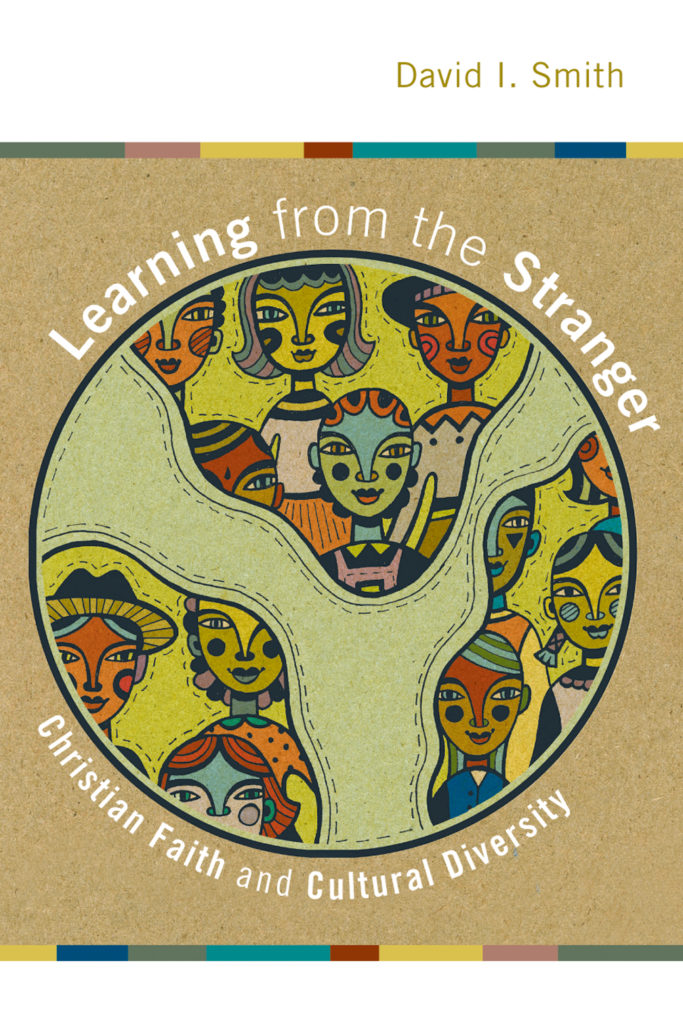 David I. Smith
Learning from the Stranger
Christian Faith and Cultural Diversity